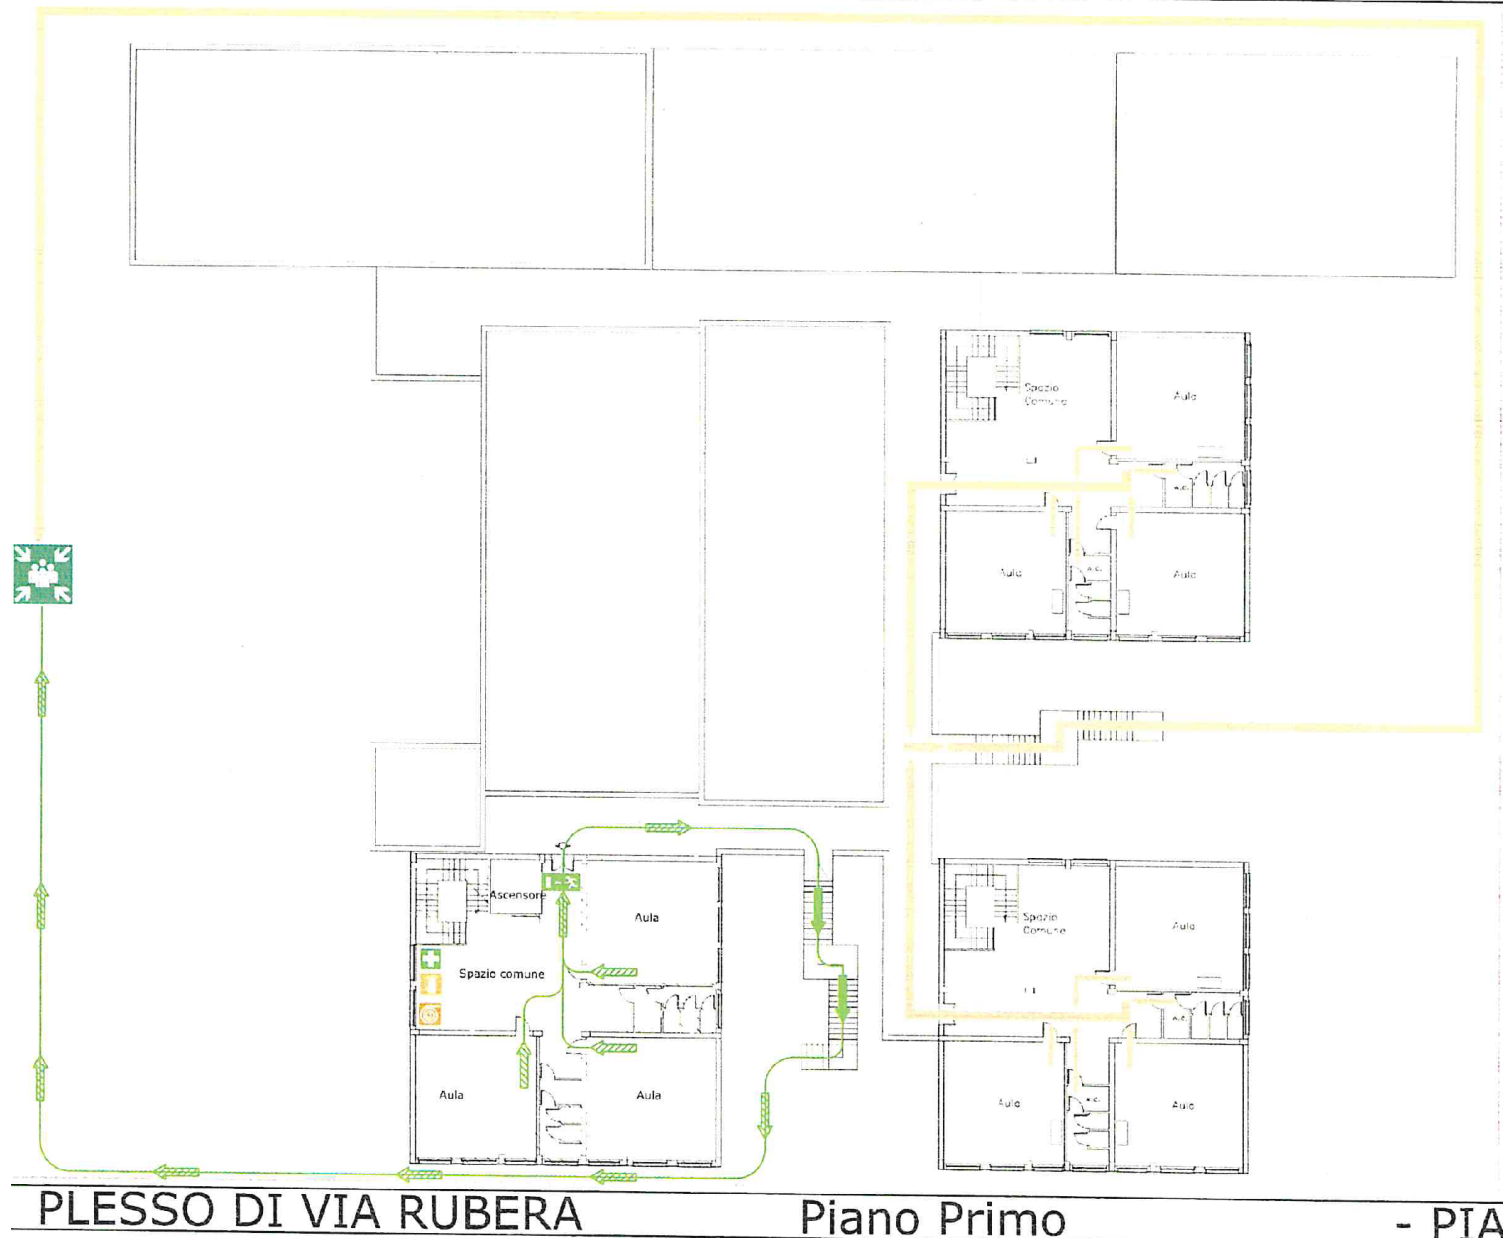 Spazio
Comune
Aula
w.c.
Aula
w.c.
Aula
Ascensore
Aula
Spazio comune
Aula
Aula
Spazio
Comune
Aula
w.c.
Aula
w.c.
Aula
PLESSO DI VIA RUBERA Piano Primo - PIA